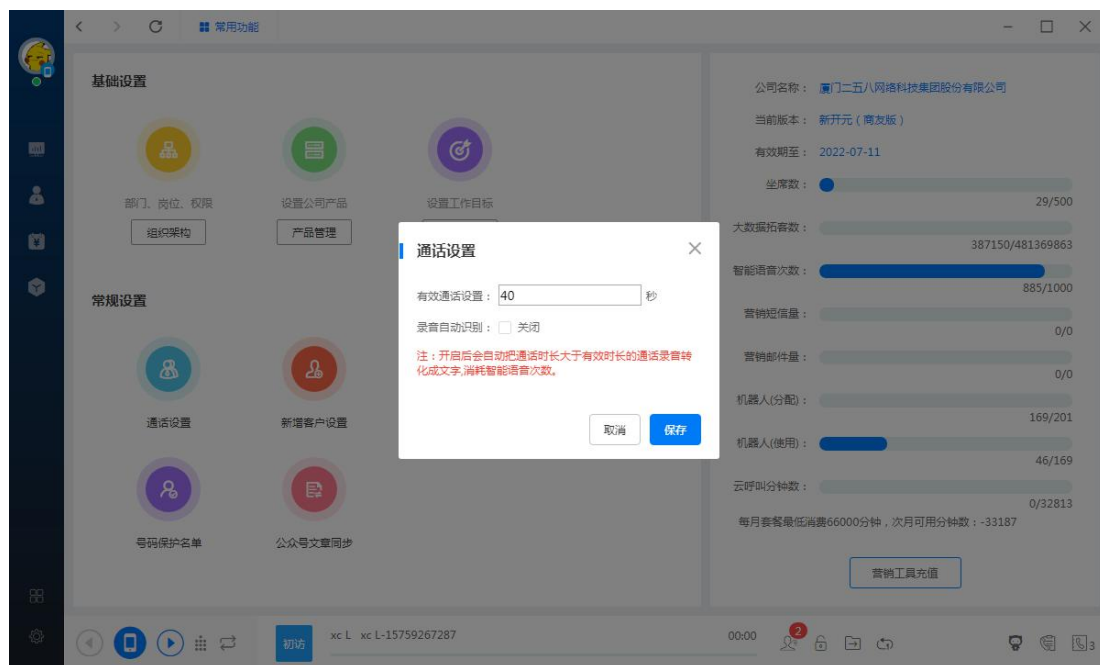 常用功能
基础设置
部门、岗位、权限
设置公司产品
设置工作目标
组织架构
产品管理
常规设置
通话设置
新增客户设置
号码保护名单
公众号文章同步
通话设置
有效通话设置： 40 秒
录音自动识别： 关闭
注：开启后会自动把通话时长大于有效时长的通话录音转
化成文字,消耗智能语音次数。
取消
保存
公司名称： 厦门二五八网络科技集团股份有限公司
当前版本： 新开元（商友版）
有效期至： 2022-07-11
坐席数：
29/500
大数据拓客数：
387150/481369863
智能语音次数：
885/1000
营销短信量：
0/0
营销邮件量：
0/0
机器人(分配)：
169/201
机器人(使用)：
46/169
云呼叫分钟数：
0/32813
每月套餐最低消费66000分钟，次月可用分钟数：-33187
营销工具充值
初访
xc L xc L-15759267287
00:00
2
3